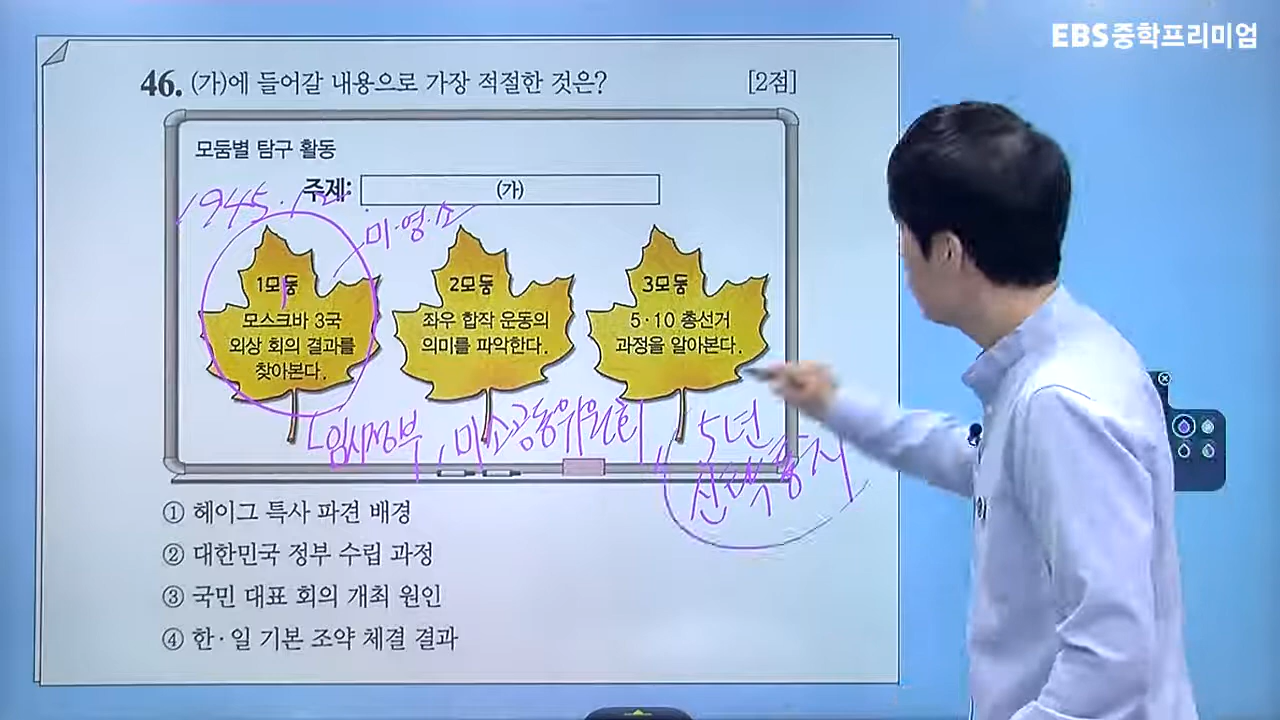 EBS중학프리미엄
46. (가)에 들어갈 내용으로 가장 적절한 것은? [2점]
모둠별 탐구 활동
주제: (가)
1945.12.
미·영·소
1모둠
모스크바 3국
외상 회의 결과를
찾아본다.
2모둠
좌우 합작 운동의
의미를 파악한다.
3모둠
5·10 총선거
과정을 알아본다.
임시정부, 미소공동위원회
5년
신탁통치
① 헤이그 특사 파견 배경
② 대한민국 정부 수립 과정
③ 국민 대표 회의 개최 원인
④ 한·일 기본 조약 체결 결과